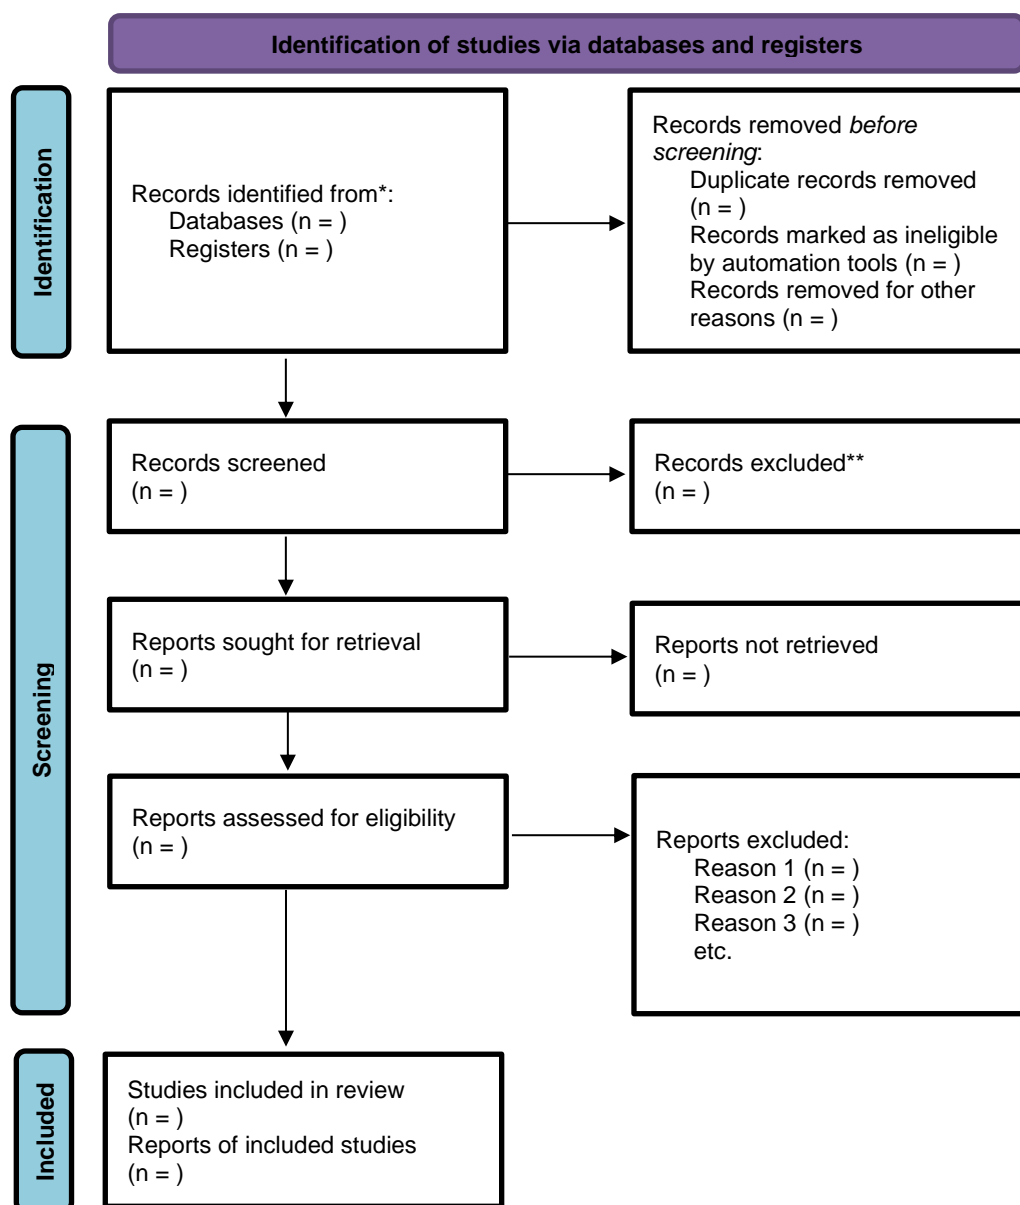 Identification of studies via databases and registers
Identification
Records identified from*:
Databases (n = )
Registers (n = )
Records removed before
screening:
Duplicate records removed
(n = )
Records marked as ineligible
by automation tools (n = )
Records removed for other
reasons (n = )
Screening
Records screened
(n = )
Records excluded**
(n = )
Reports sought for retrieval
(n = )
Reports not retrieved
(n = )
Reports assessed for eligibility
(n = )
Reports excluded:
Reason 1 (n = )
Reason 2 (n = )
Reason 3 (n = )
etc.
Included
Studies included in review
(n = )
Reports of included studies
(n = )